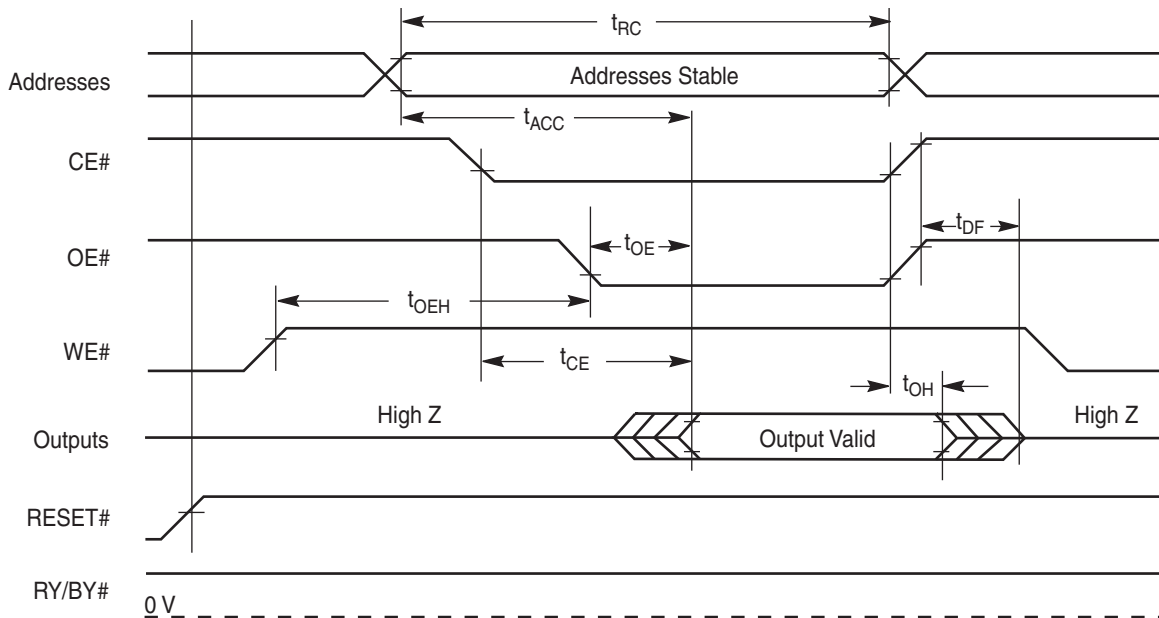 tRC
Addresses
Addresses Stable
tACC
CE#
tDF
OE#
tOE
tOEH
WE#
tCE
tOH
High Z
High Z
Outputs
Output Valid
RESET#
RY/BY#
0 V